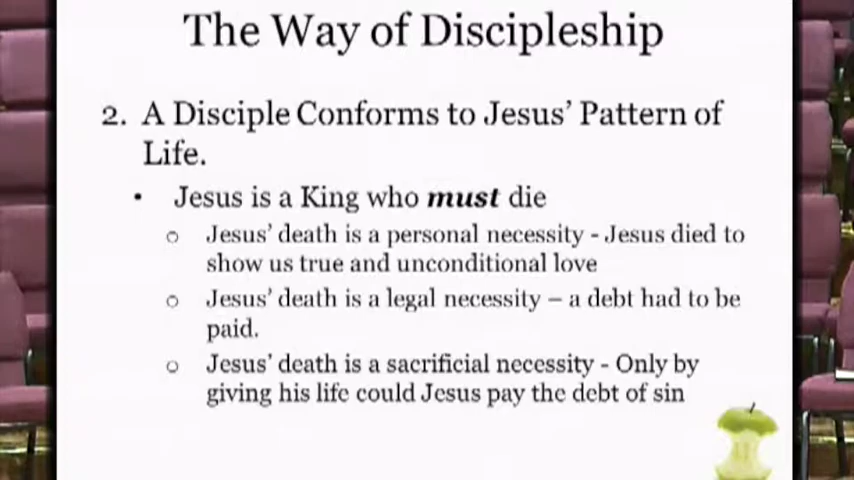 The Way of Discipleship
2. A Disciple Conforms to Jesus' Pattern of
Life.
• Jesus is a King who must die
o Jesus' death is a personal necessity - Jesus died to
show us true and unconditional love
o Jesus' death is a legal necessity – a debt had to be
paid.
o Jesus' death is a sacrificial necessity - Only by
giving his life could Jesus pay the debt of sin